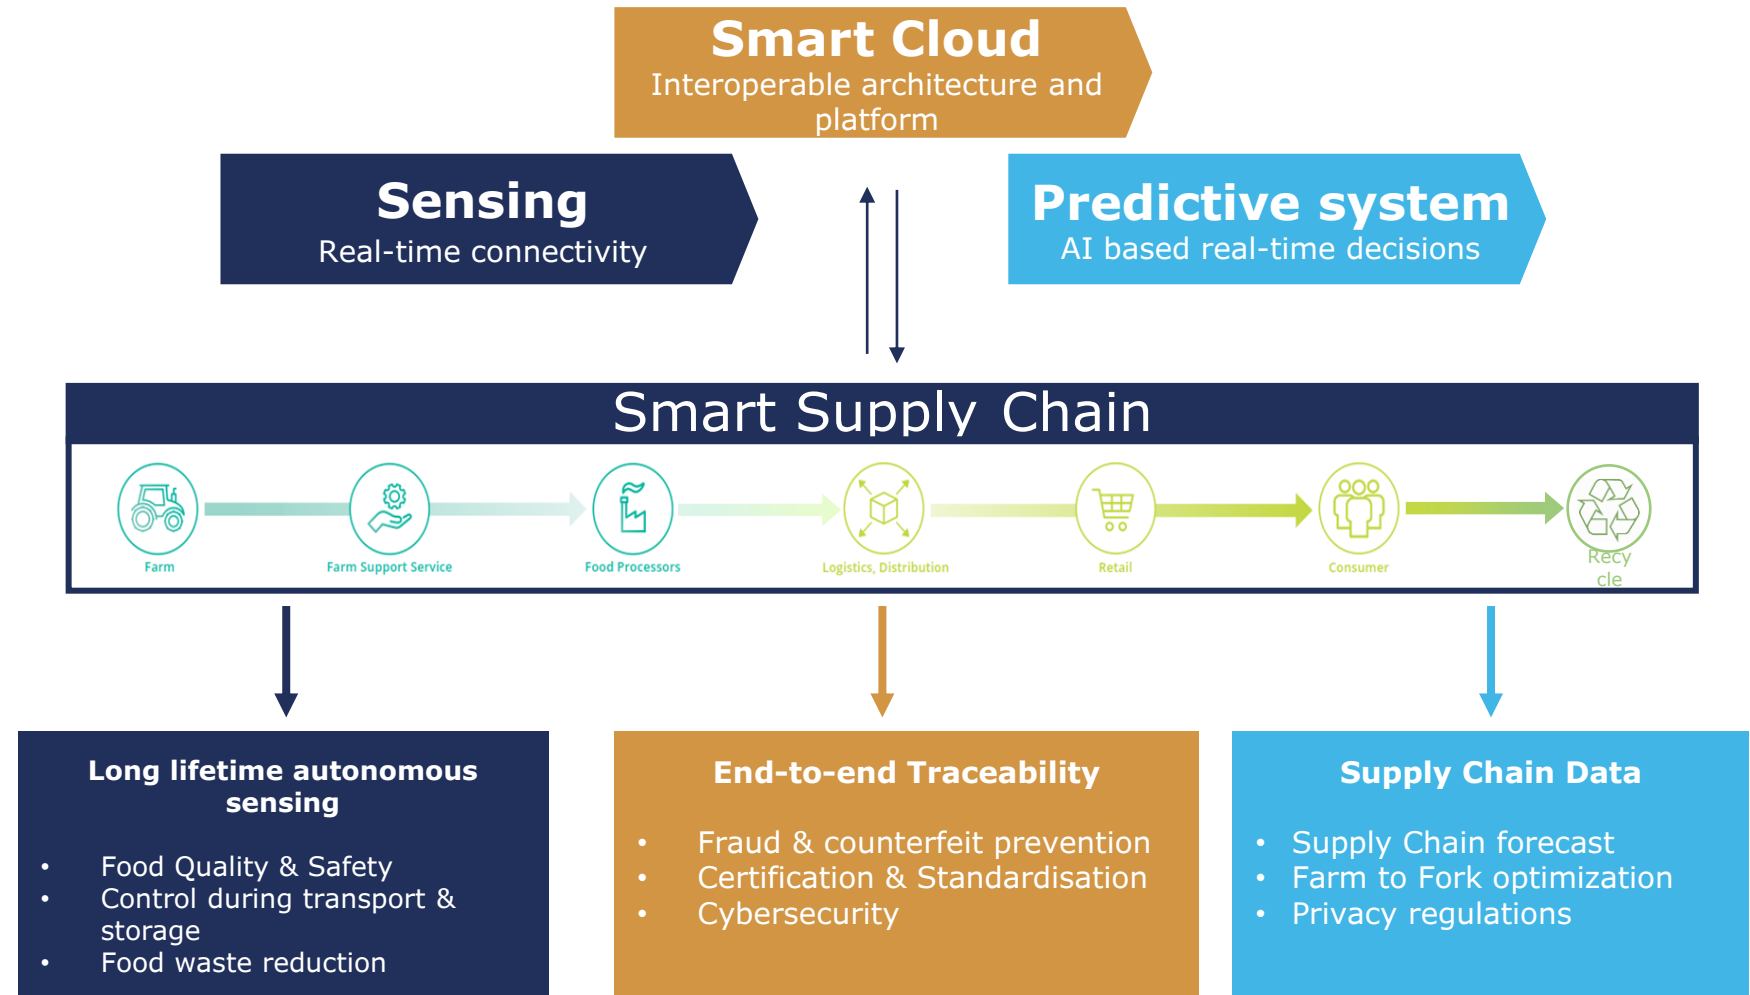 Smart Cloud
Interoperable architecture and
platform
Sensing
Real-time connectivity
Predictive system
AI based real-time decisions
Smart Supply Chain
Farm
Farm Support Service
Food Processors
Logistics, Distribution
Retail
Consumer
Recy
cle
Long lifetime autonomous
sensing
• Food Quality & Safety
• Control during transport &
storage
• Food waste reduction
End-to-end Traceability
• Fraud & counterfeit prevention
• Certification & Standardisation
• Cybersecurity
Supply Chain Data
• Supply Chain forecast
• Farm to Fork optimization
• Privacy regulations